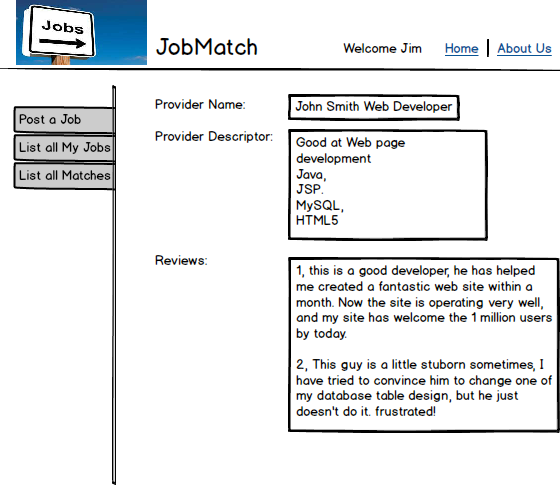 Jobs
JobMatch
Welcome Jim
Home
About Us
Post a Job
List all My Jobs
List all Matches
Provider Name:
John Smith Web Developer
Provider Descriptor:
Good at Web page
development
Java,
JSP.
MySQL,
HTML5
Reviews:
1, this is a good developer, he has helped
me created a fantastic web site within a
month. Now the site is operating very well,
and my site has welcome the 1 million users
by today.
2, This guy is a little stuborn sometimes, I
have tried to convince him to change one of
my database table design, but he just
doesn't do it. frustrated!